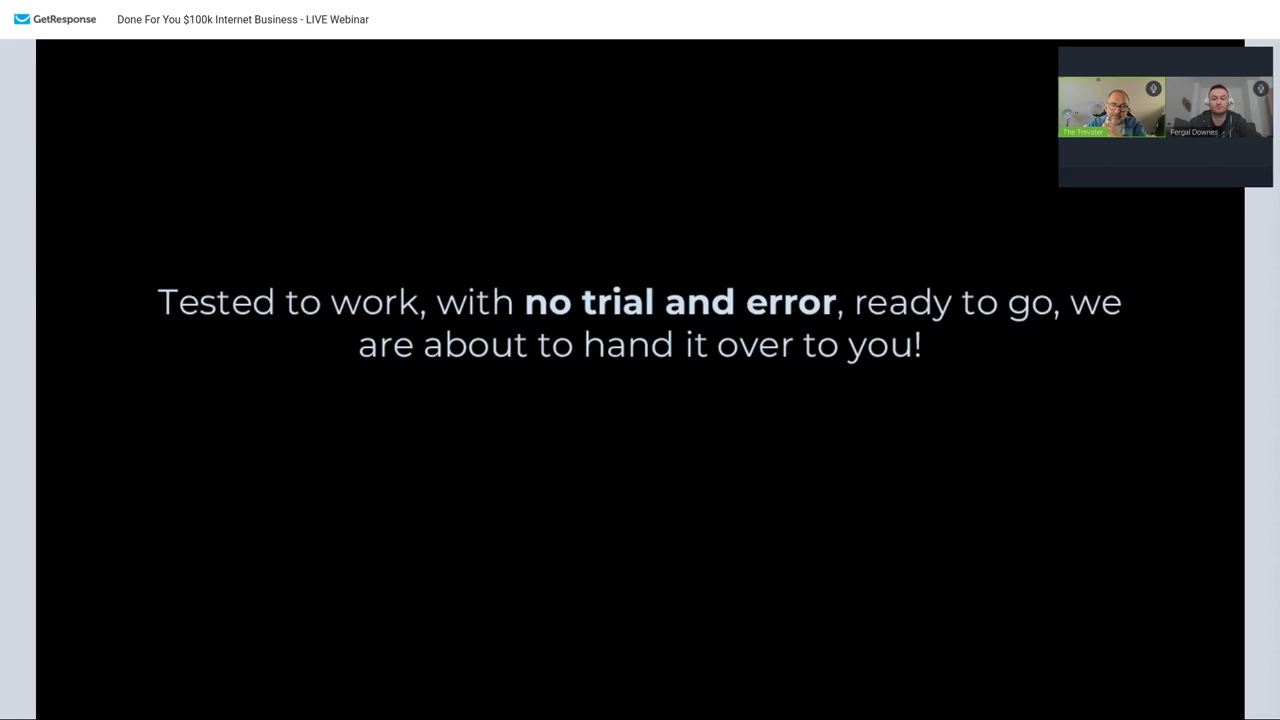 GetResponse
Done For You $100k Internet Business - LIVE Webinar
The Trevster
Fergal Downes
Tested to work, with no trial and error, ready to go, we
are about to hand it over to you!